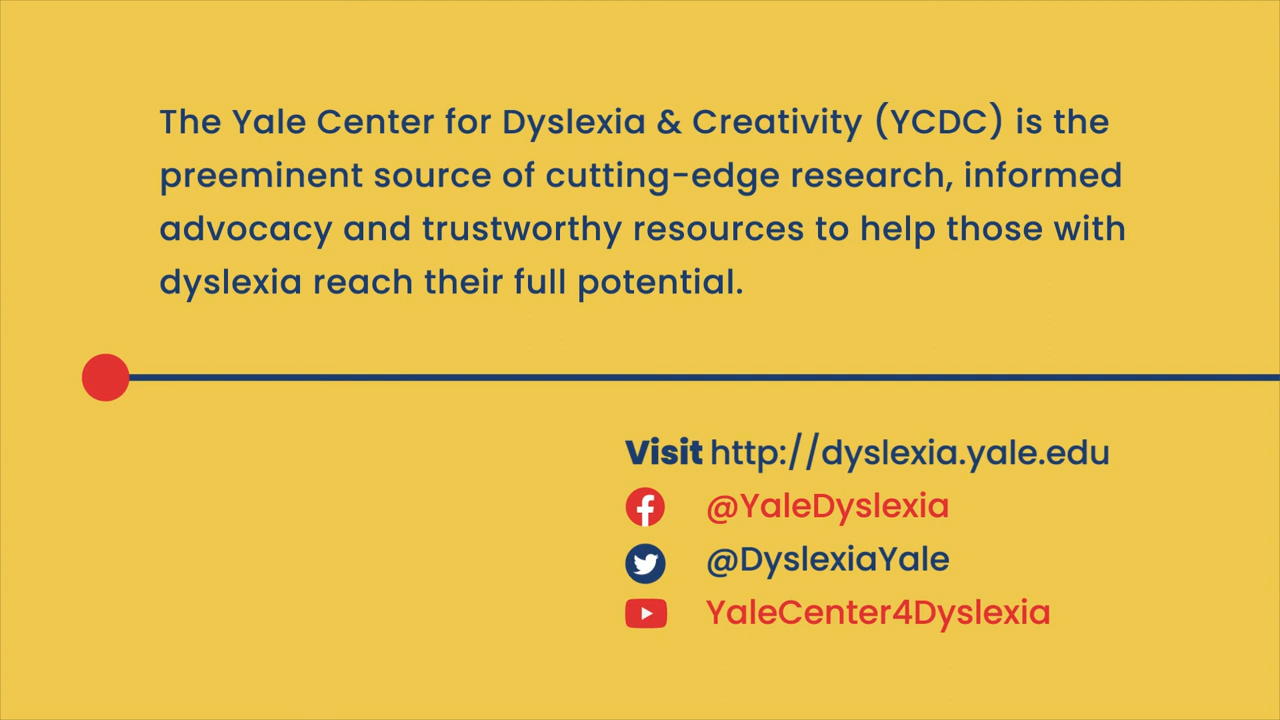 The Yale Center for Dyslexia & Creativity (YCDC) is the
preeminent source of cutting-edge research, informed
advocacy and trustworthy resources to help those with
dyslexia reach their full potential.
Visit http://dyslexia.yale.edu
@YaleDyslexia
@DyslexiaYale
YaleCenter4Dyslexia